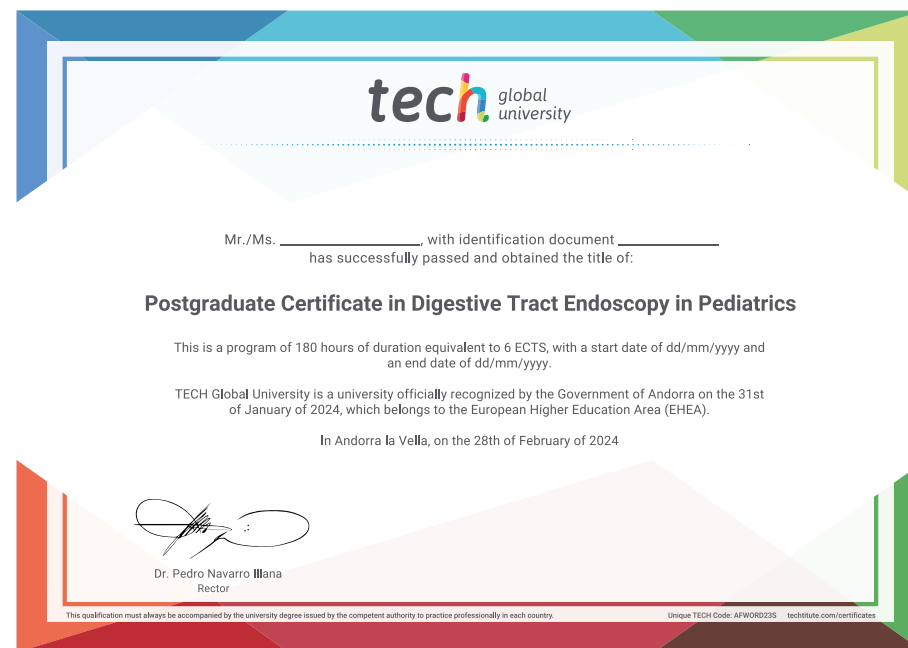 tech global university
Mr./Ms. ____________, with identification document ____________
has successfully passed and obtained the title of:
Postgraduate Certificate in Digestive Tract Endoscopy in Pediatrics
This is a program of 180 hours of duration equivalent to 6 ECTS, with a start date of dd/mm/yyyy and
an end date of dd/mm/yyyy.
TECH Global University is a university officially recognized by the Government of Andorra on the 31st
of January of 2024, which belongs to the European Higher Education Area (EHEA).
In Andorra la Vella, on the 28th of February of 2024
Dr. Pedro Navarro Illana
Rector
This qualification must always be accompanied by the university degree issued by the competent authority to practice professionally in each country.
Unique TECH Code: AFWORD23S techtitute.com/certificates